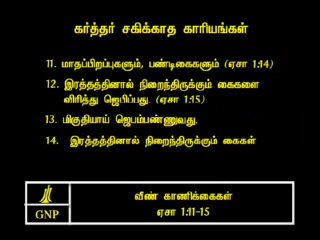 கர்த்தர் சகிக்காத காரியங்கள்
11. மாதப்பிறப்புகளும், பண்டிகைகளும் (ஏசா 1:14)
12. இரத்தத்தினால் நிறைந்திருக்கும் கைகளை
விரித்து ஜெபிப்பது. (ஏசா 1:15)
13. மிகுதியாய் ஜெபம்பண்ணுவது.
14. இரத்தத்தினால் நிறைந்திருக்கும் கைகள்
வீண் காணிக்கைகள்
ஏசா 1:11-15
GNP